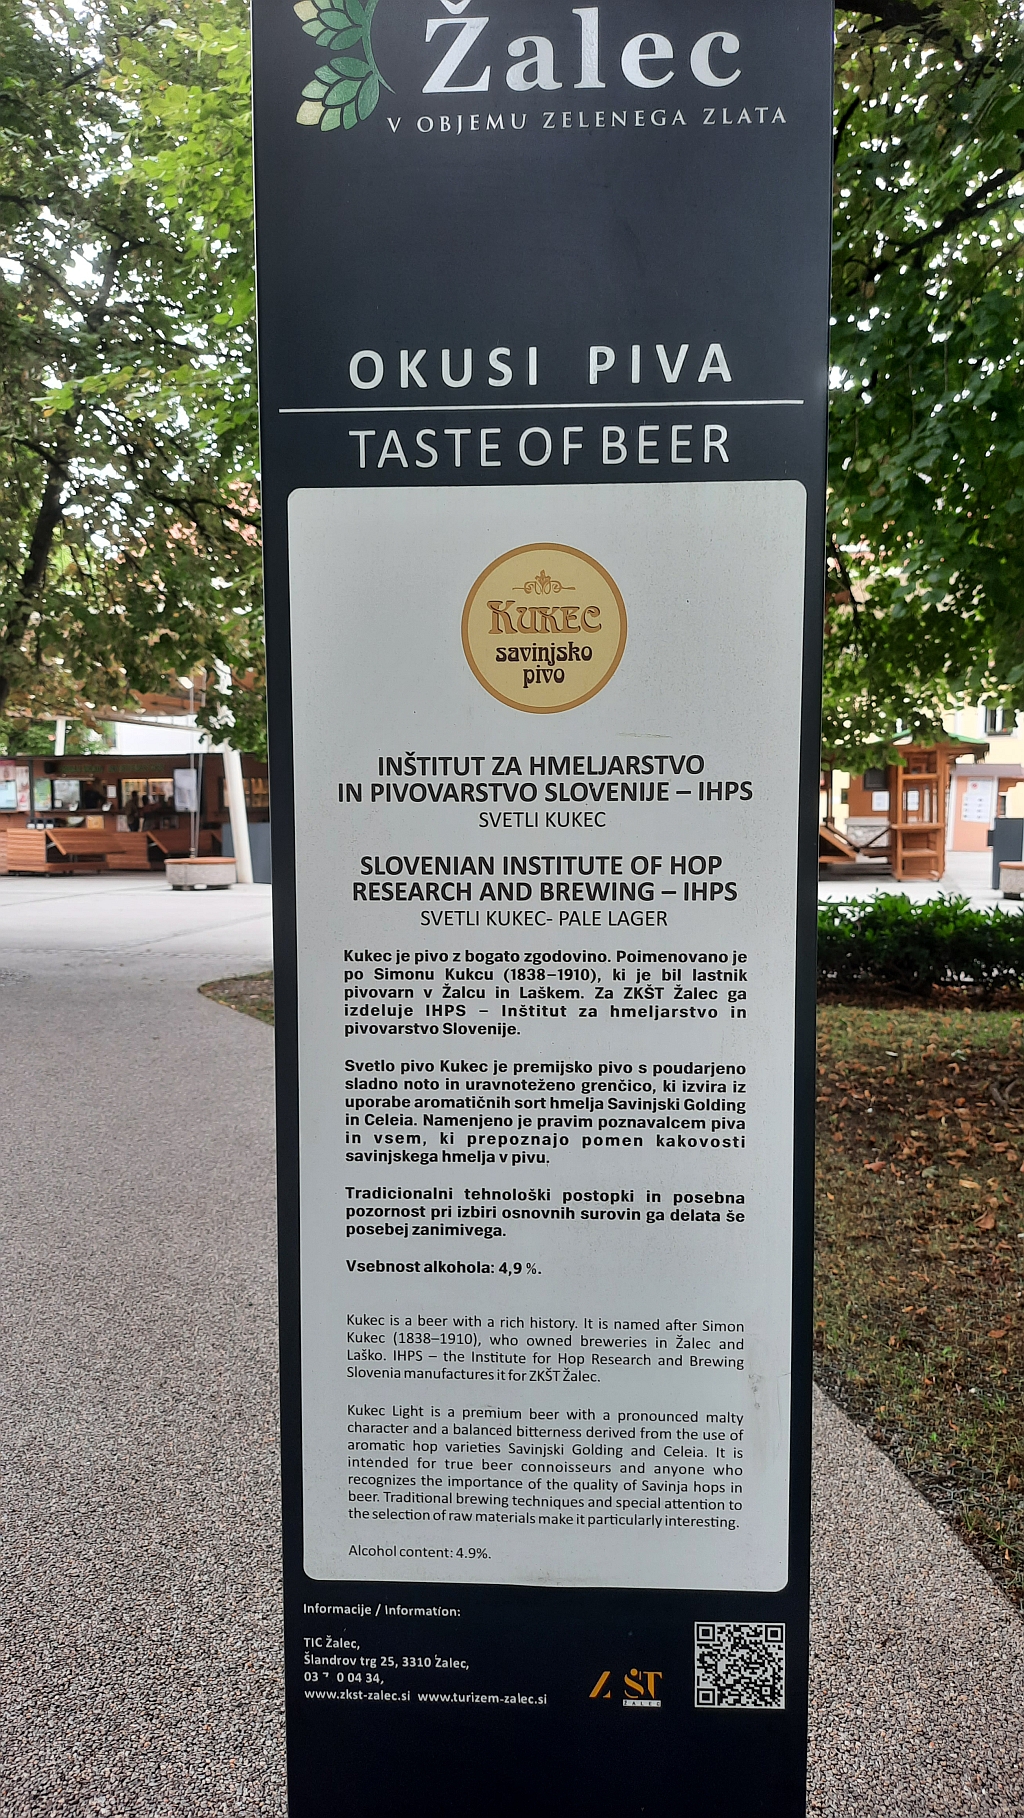 Žalec
V OBJEMU ZELENEGA ZLATA
OKUSI PIVA
TASTE OF BEER
KUKEC
savinjsko
pivo
INŠTITUT ZA HMELJARSTVO
IN PIVOVARSTVO SLOVENIJE – IHPS
SVETLI KUKEC
SLOVENIAN INSTITUTE OF HOP
RESEARCH AND BREWING – IHPS
SVETLI KUKEC- PALE LAGER
Kukec je pivo z bogato zgodovino. Poimenovano je
po Simonu Kukcu (1838–1910), ki je bil lastnik
pivovarn v Žalcu in Laškem. Za ZKŠT Žalec ga
izdeluje IHPS – Inštitut za hmeljarstvo in
pivovarstvo Slovenije.
Svetlo pivo Kukec je premijsko pivo s poudarjeno
sladno noto in uravnoteženo grenčico, ki izvira iz
uporabe aromatičnih sort hmelja Savinjski Golding
in Celeia. Namenjeno je pravim poznavalcem piva
in vsem, ki prepoznajo pomen kakovosti
savinjskega hmelja v pivu.
Tradicionalni tehnološki postopki in posebna
pozornost pri izbiri osnovnih surovin ga delata še
posebej zanimivega.
Vsebnost alkohola: 4,9 %.
Kukec is a beer with a rich history. It is named after Simon
Kukec (1838–1910), who owned breweries in Žalec and
Laško. IHPS – the Institute for Hop Research and Brewing
Slovenia manufactures it for ZKŠT Žalec.
Kukec Light is a premium beer with a pronounced malty
character and a balanced bitterness derived from the use of
aromatic hop varieties Savinjski Golding and Celeia. It is
intended for true beer connoisseurs and anyone who
recognizes the importance of the quality of Savinja hops in
beer. Traditional brewing techniques and special attention to
the selection of raw materials make it particularly interesting.
Alcohol content: 4.9%.
Informacije / Information:
TIC Žalec,
Šlandrov trg 25, 3310 Žalec,
03 0 04 34,
www.zkst-zalec.si www.turizem-zalec.si
Z ŠT
ŽALEC